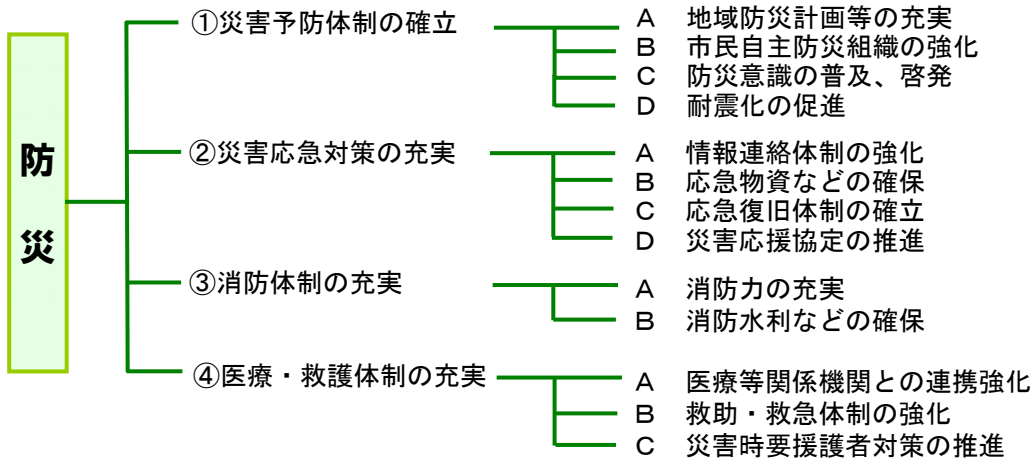 防災
①災害予防体制の確立
A 地域防災計画等の充実
B 市民自主防災組織の強化
C 防災意識の普及、啓発
D 耐震化の促進
②災害応急対策の充実
A 情報連絡体制の強化
B 応急物資などの確保
C 応急復旧体制の確立
D 災害応援協定の推進
③消防体制の充実
A 消防力の充実
B 消防水利などの確保
④医療・救護体制の充実
A 医療等関係機関との連携強化
B 救助・救急体制の強化
C 災害時要援護者対策の推進